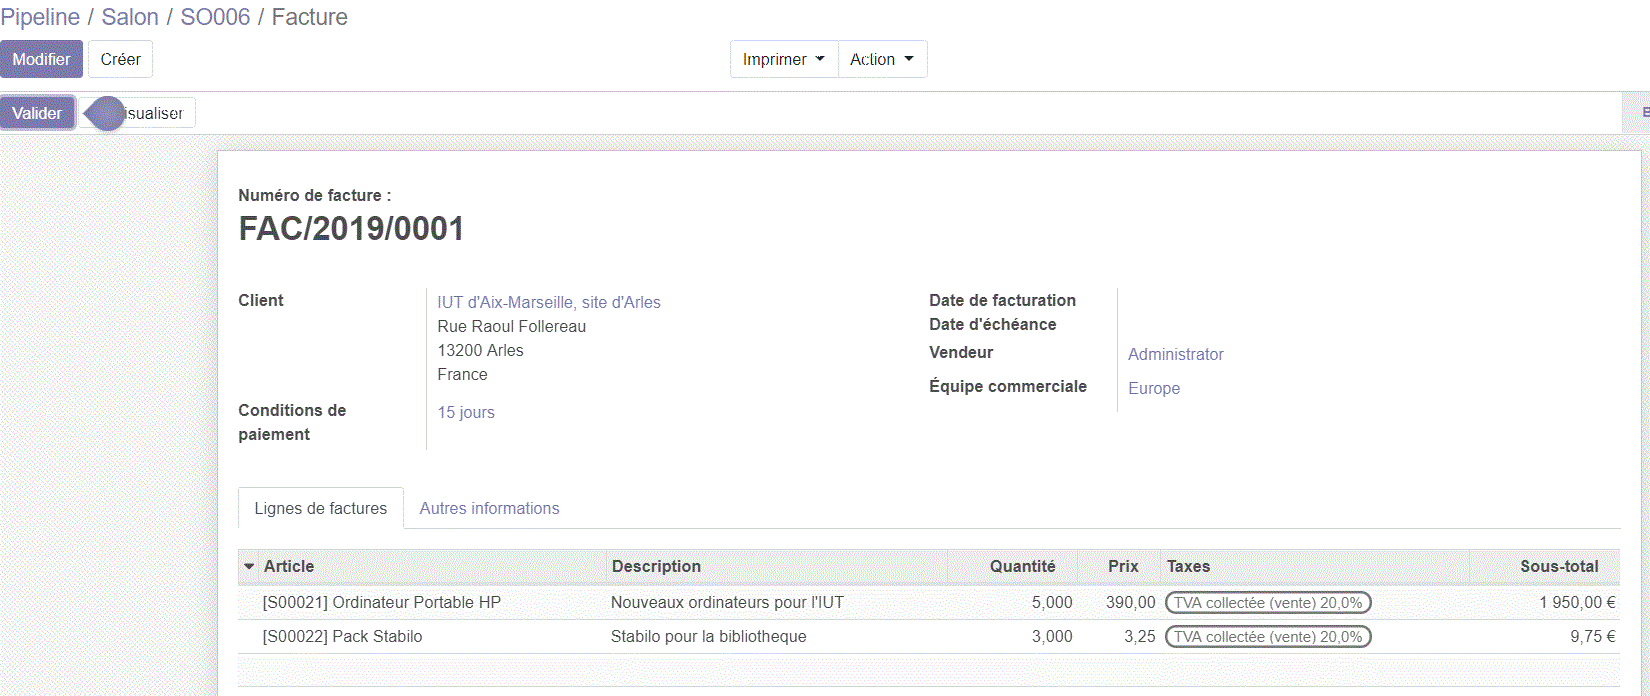 Pipeline / Salon / SO006 / Facture
Modifier Créer Imprimer Action
Valider isualiser
Numéro de facture :
FAC/2019/0001
Client IUT d'Aix-Marseille, site d'Arles
Rue Raoul Follereau
13200 Arles
France
Conditions de paiement 15 jours
Date de facturation
Date d'échéance
Vendeur Administrator
Équipe commerciale Europe
Lignes de factures Autres informations
Article Description Quantité Prix Taxes Sous-total
[S00021] Ordinateur Portable HP Nouveaux ordinateurs pour l'IUT 5,000 390,00 TVA collectée (vente) 20,0% 1 950,00 €
[S00022] Pack Stabilo Stabilo pour la bibliotheque 3,000 3,25 TVA collectée (vente) 20,0% 9,75 €